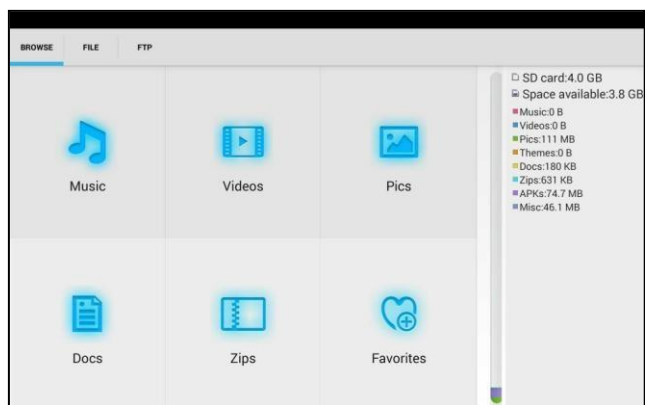 BROWSE FILE FTP
Music Videos Pics
Docs Zips Favorites
SD card:4.0 GB
Space available:3.8 GB
Music:0 B
Videos:0 B
Pics:111 MB
Themes:0 B
Docs:180 KB
Zips:631 KB
APKs:74.7 MB
Misc:46.1 MB